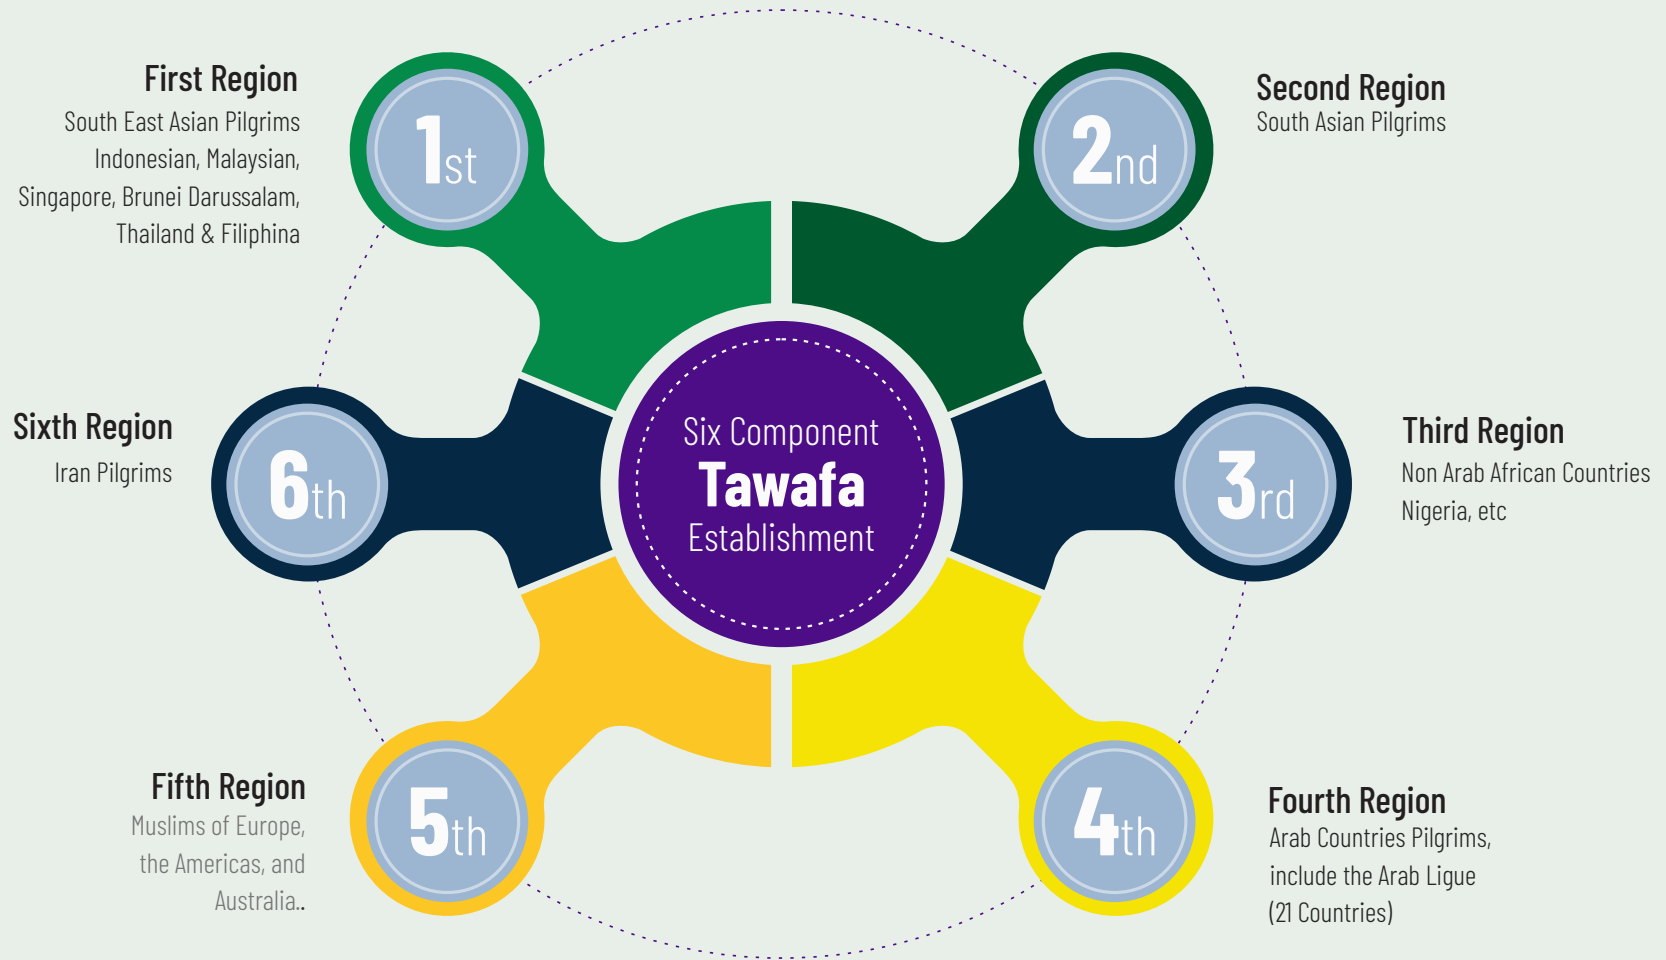 First Region
South East Asian Pilgrims
Indonesian, Malaysian,
Singapore, Brunei Darussalam,
Thailand & Filiphina
1st
2nd
Second Region
South Asian Pilgrims
Sixth Region
Iran Pilgrims
6th
Six Component
Tawafa
Establishment
3rd
Third Region
Non Arab African Countries
Nigeria, etc
Fifth Region
Muslims of Europe,
the Americas, and
Australia..
5th
4th
Fourth Region
Arab Countries Pilgrims,
include the Arab Ligue
(21 Countries)